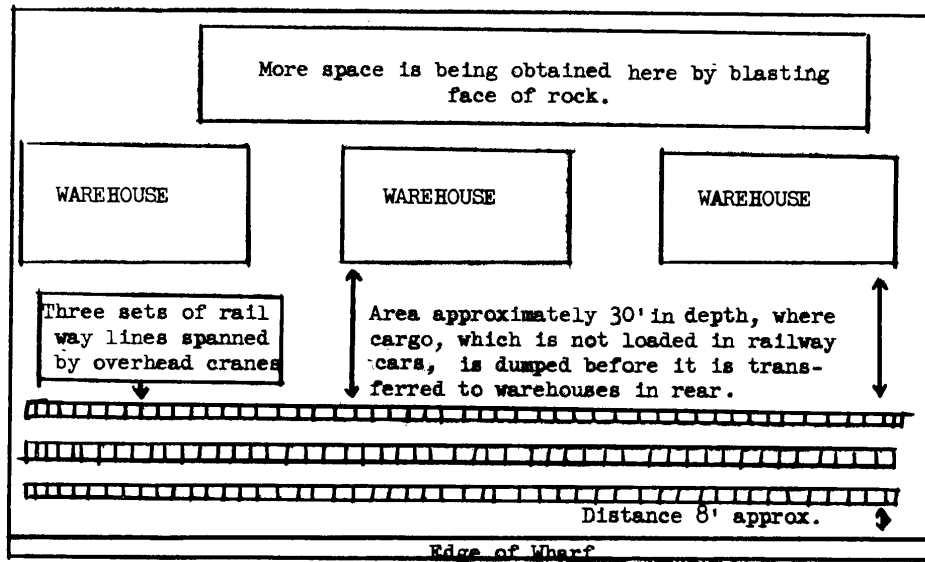 More space is being obtained here by blasting
face of rock.
WAREHOUSE
WAREHOUSE
WAREHOUSE
Three sets of rail
way lines spanned
by overhead cranes
Area approximately 30' in depth, where
cargo, which is not loaded in railway
cars, is dumped before it is trans-
ferred to warehouses in rear.
Distance 8' approx.
Edge of Wharf